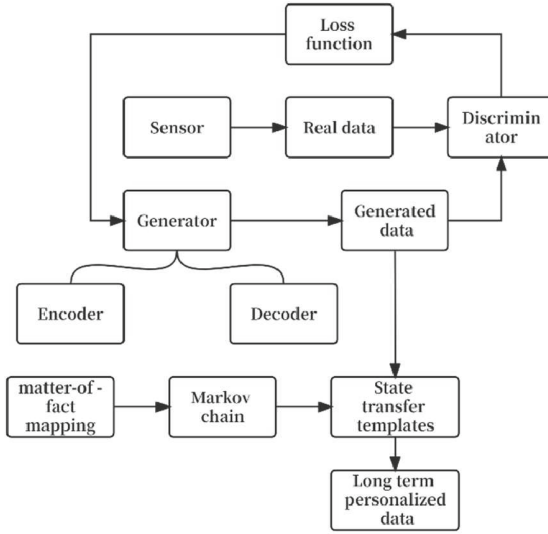 Loss
function
Sensor
Real data
Discrimin
ator
Generator
Generated
data
Encoder
Decoder
matter-of -
fact
mapping
Markov
chain
State
transfer
templates
Long term
personalized
data